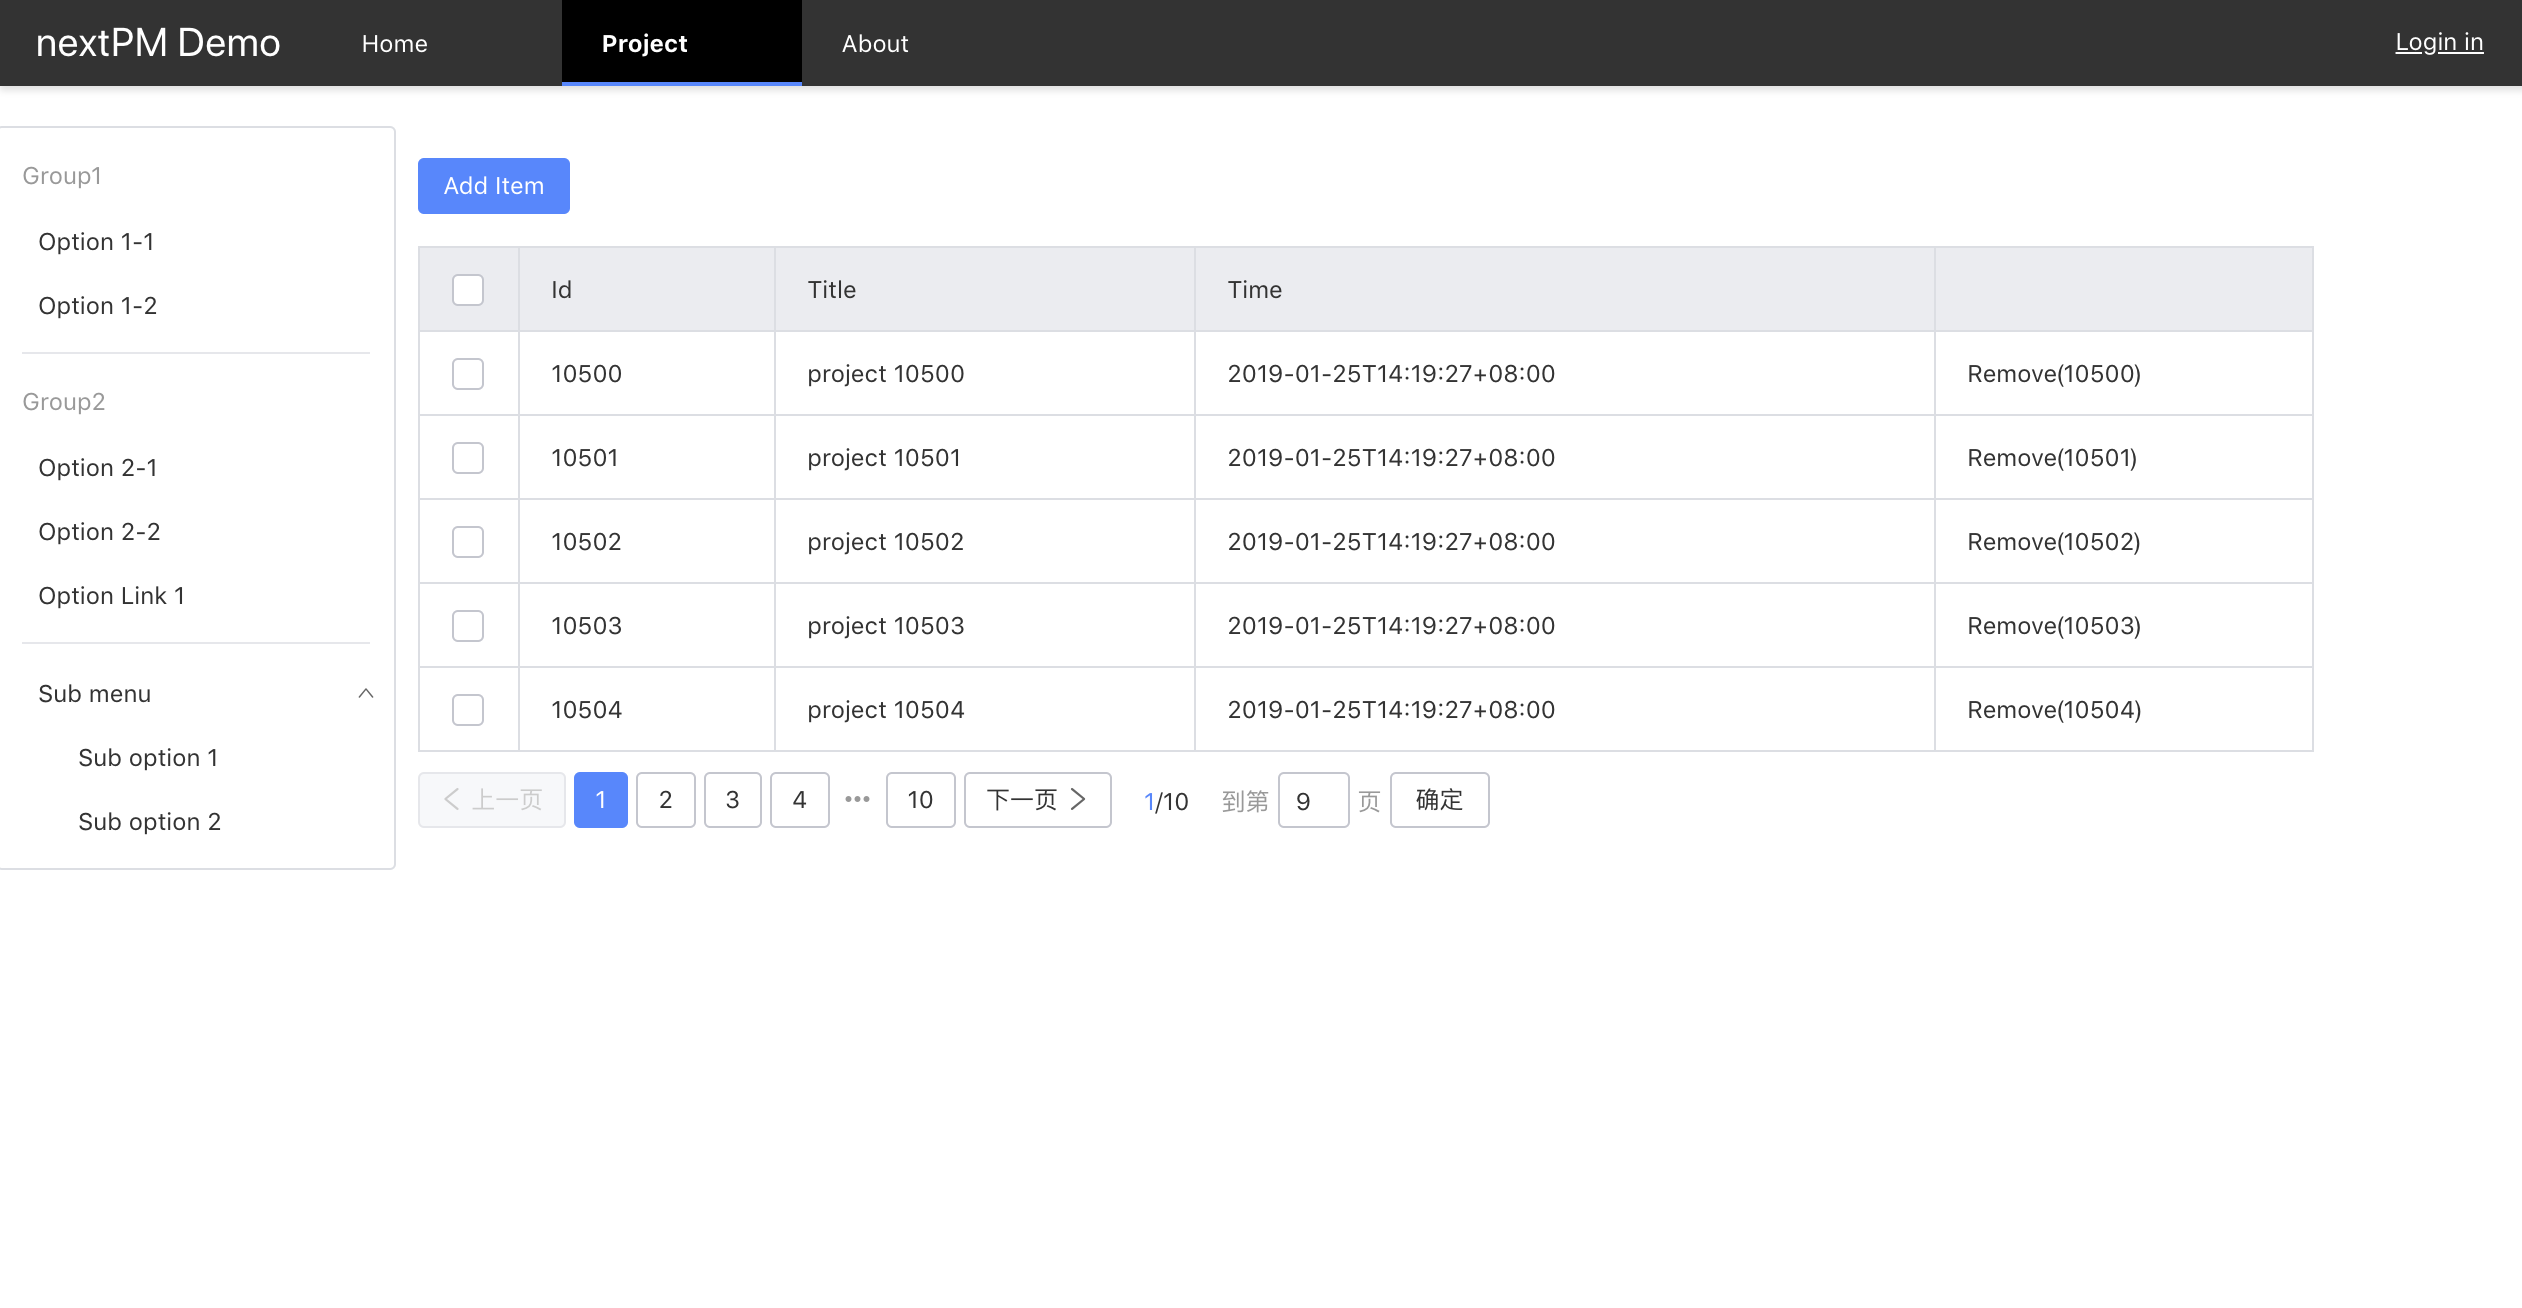 nextPM Demo Home Project About Login in
Group1
Option 1-1
Option 1-2
Group2
Option 2-1
Option 2-2
Option Link 1
Sub menu
Sub option 1
Sub option 2
Add Item
Id Title Time
10500 project 10500 2019-01-25T14:19:27+08:00 Remove(10500)
10501 project 10501 2019-01-25T14:19:27+08:00 Remove(10501)
10502 project 10502 2019-01-25T14:19:27+08:00 Remove(10502)
10503 project 10503 2019-01-25T14:19:27+08:00 Remove(10503)
10504 project 10504 2019-01-25T14:19:27+08:00 Remove(10504)
上一页 1 2 3 4 ••• 10 下一页 1/10 到第 9 页 确定